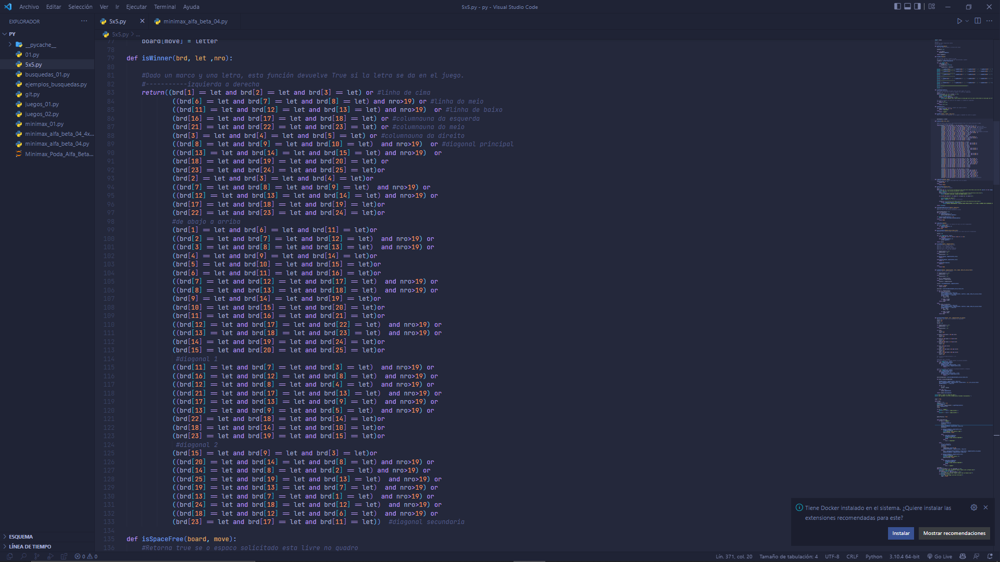 Archivo Editar Selección Ver Ir Ejecutar Terminal Ayuda
5x5.py - py - Visual Studio Code
EXPLORADOR
PY
__pycache__
01.py
5x5.py
busquedas_01.py
ejemplos_busquedas.py
git.py
juegos_01.py
juegos_02.py
minimax_01.py
minimax_alfa_beta_04_4x...
minimax_alfa_beta_04.py
Minimax_Poda_Alfa_Beta...
ESQUEMA
LÍNEA DE TIEMPO
5x5.py minimax_alfa_beta_04.py
5x5.py > ...
77 board[move] = letter
78
79 def isWinner(brd, let ,nro):
80
81 #Dado un marco y una letra, esta función devuelve True si la letra se da en el juego.
82 #-----------izquierda a derecha
83 return((brd[1] == let and brd[2] == let and brd[3] == let) or #linha de cima
84 ((brd[6] == let and brd[7] == let and brd[8] == let) and nro>19) or #linha do meio
85 ((brd[11] == let and brd[12] == let and brd[13] == let) and nro>19)  or #linha de baixo
86 (brd[16] == let and brd[17] == let and brd[18] == let) or #columnauna da esquerda
87 (brd[21] == let and brd[22] == let and brd[23] == let) or #columnauna do meio
88 (brd[3] == let and brd[4] == let and brd[5] == let) or #columnauna da direito
89 ((brd[8] == let and brd[9] == let and brd[10] == let)  and nro>19)  or #diagonal principal
90 ((brd[13] == let and brd[14] == let and brd[15] == let) and nro>19)  or
91 (brd[18] == let and brd[19] == let and brd[20] == let) or
92 (brd[23] == let and brd[24] == let and brd[25] == let)or
93 (brd[2] == let and brd[3] == let and brd[4] == let)or
94 ((brd[7] == let and brd[8] == let and brd[9] == let)  and nro>19) or
95 ((brd[12] == let and brd[13] == let and brd[14] == let) and nro>19) or
96 (brd[17] == let and brd[18] == let and brd[19] == let)or
97 (brd[22] == let and brd[23] == let and brd[24] == let)or
98 #de abajo a arriba
99 (brd[1] == let and brd[6] == let and brd[11] == let)or
100 ((brd[2] == let and brd[7] == let and brd[12] == let)  and nro>19) or
101 ((brd[3] == let and brd[8] == let and brd[13] == let)  and nro>19) or
102 (brd[4] == let and brd[9] == let and brd[14] == let)or
103 (brd[5] == let and brd[10] == let and brd[15] == let)or
104 (brd[6] == let and brd[11] == let and brd[16] == let)or
105 ((brd[7] == let and brd[12] == let and brd[17] == let)  and nro>19) or
106 ((brd[8] == let and brd[13] == let and brd[18] == let)  and nro>19) or
107 (brd[9] == let and brd[14] == let and brd[19] == let)or
108 (brd[10] == let and brd[15] == let and brd[20] == let)or
109 (brd[11] == let and brd[16] == let and brd[21] == let)or
110 ((brd[12] == let and brd[17] == let and brd[22] == let)  and nro>19) or
111 ((brd[13] == let and brd[18] == let and brd[23] == let)  and nro>19) or
112 (brd[14] == let and brd[19] == let and brd[24] == let)or
113 (brd[15] == let and brd[20] == let and brd[25] == let)or
114 #diagonal 1
115 ((brd[11] == let and brd[7] == let and brd[3] == let)  and nro>19) or
116 ((brd[16] == let and brd[12] == let and brd[8] == let)  and nro>19) or
117 ((brd[12] == let and brd[8] == let and brd[4] == let)  and nro>19) or
118 ((brd[21] == let and brd[17] == let and brd[13] == let)  and nro>19) or
119 ((brd[17] == let and brd[13] == let and brd[9] == let)  and nro>19) or
120 ((brd[13] == let and brd[9] == let and brd[5] == let)  and nro>19) or
121 (brd[22] == let and brd[18] == let and brd[14] == let)or
122 (brd[18] == let and brd[14] == let and brd[10] == let)or
123 (brd[23] == let and brd[19] == let and brd[15] == let)or
124 #diagonal 2
125 (brd[15] == let and brd[9] == let and brd[3] == let)or
126 ((brd[20] == let and brd[14] == let and brd[8] == let) and nro>19) or
127 ((brd[14] == let and brd[8] == let and brd[2] == let) and nro>19) or
128 ((brd[25] == let and brd[19] == let and brd[13] == let)  and nro>19) or
129 ((brd[19] == let and brd[13] == let and brd[7] == let)  and nro>19) or
130 ((brd[13] == let and brd[7] == let and brd[1] == let)  and nro>19) or
131 ((brd[24] == let and brd[18] == let and brd[12] == let)  and nro>19) or
132 ((brd[18] == let and brd[12] == let and brd[6] == let)  and nro>19) or
133 (brd[23] == let and brd[17] == let and brd[11] == let))  #diagonal secundaria
134
135 def isSpaceFree(board, move):
136 #Retorna true se o espaco solicitado esta livre no quadro
Tiene Docker instalado en el sistema. ¿Quiere instalar las
extensiones recomendadas para este?
Instalar Mostrar recomendaciones
0 0 Lín. 371, col. 20 Tamaño de tabulación: 4 UTF-8 CRLF Python 3.10.4 64-bit Go Live